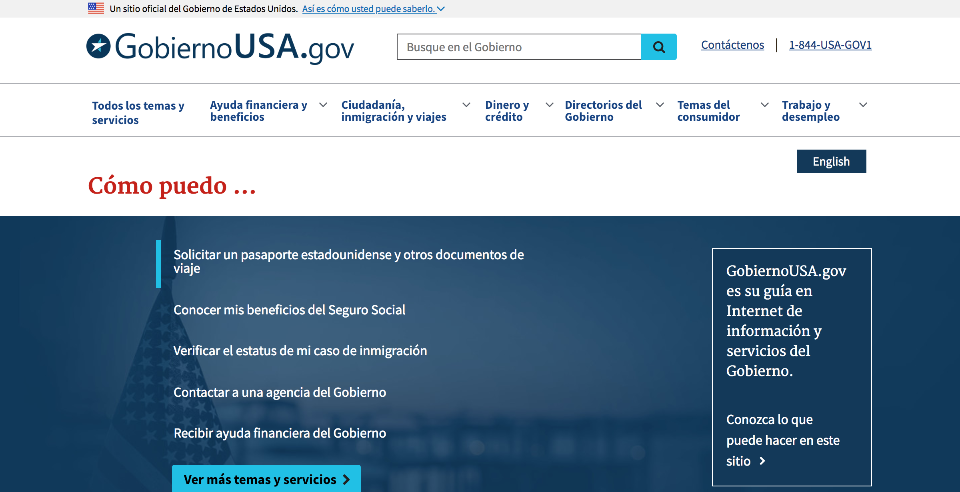 Un sitio oficial del Gobierno de Estados Unidos. Así es cómo usted puede saberlo.
GobiernoUSA.gov
Busque en el Gobierno
Contáctenos
1-844-USA-GOV1
Todos los temas y
servicios
Ayuda financiera y
beneficios
Ciudadanía,
inmigración y viajes
Dinero y
crédito
Directorios del
Gobierno
Temas del
consumidor
Trabajo y
desempleo
English
Cómo puedo ...
Solicitar un pasaporte estadounidense y otros documentos de
viaje
Conocer mis beneficios del Seguro Social
Verificar el estatus de mi caso de inmigración
Contactar a una agencia del Gobierno
Recibir ayuda financiera del Gobierno
Ver más temas y servicios
GobiernoUSA.gov
es su guía en
Internet de
información y
servicios del
Gobierno.
Conozca lo que
puede hacer en este
sitio